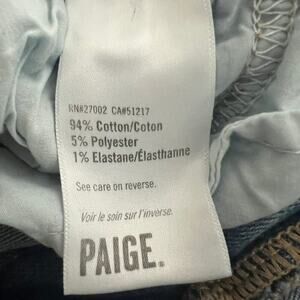 RN#27002 CA#51217
94% Cotton/Coton
5% Polyester
1% Elastane/Élasthanne
See care on reverse.
Voir le soin sur l'inverse.
PAIGE.